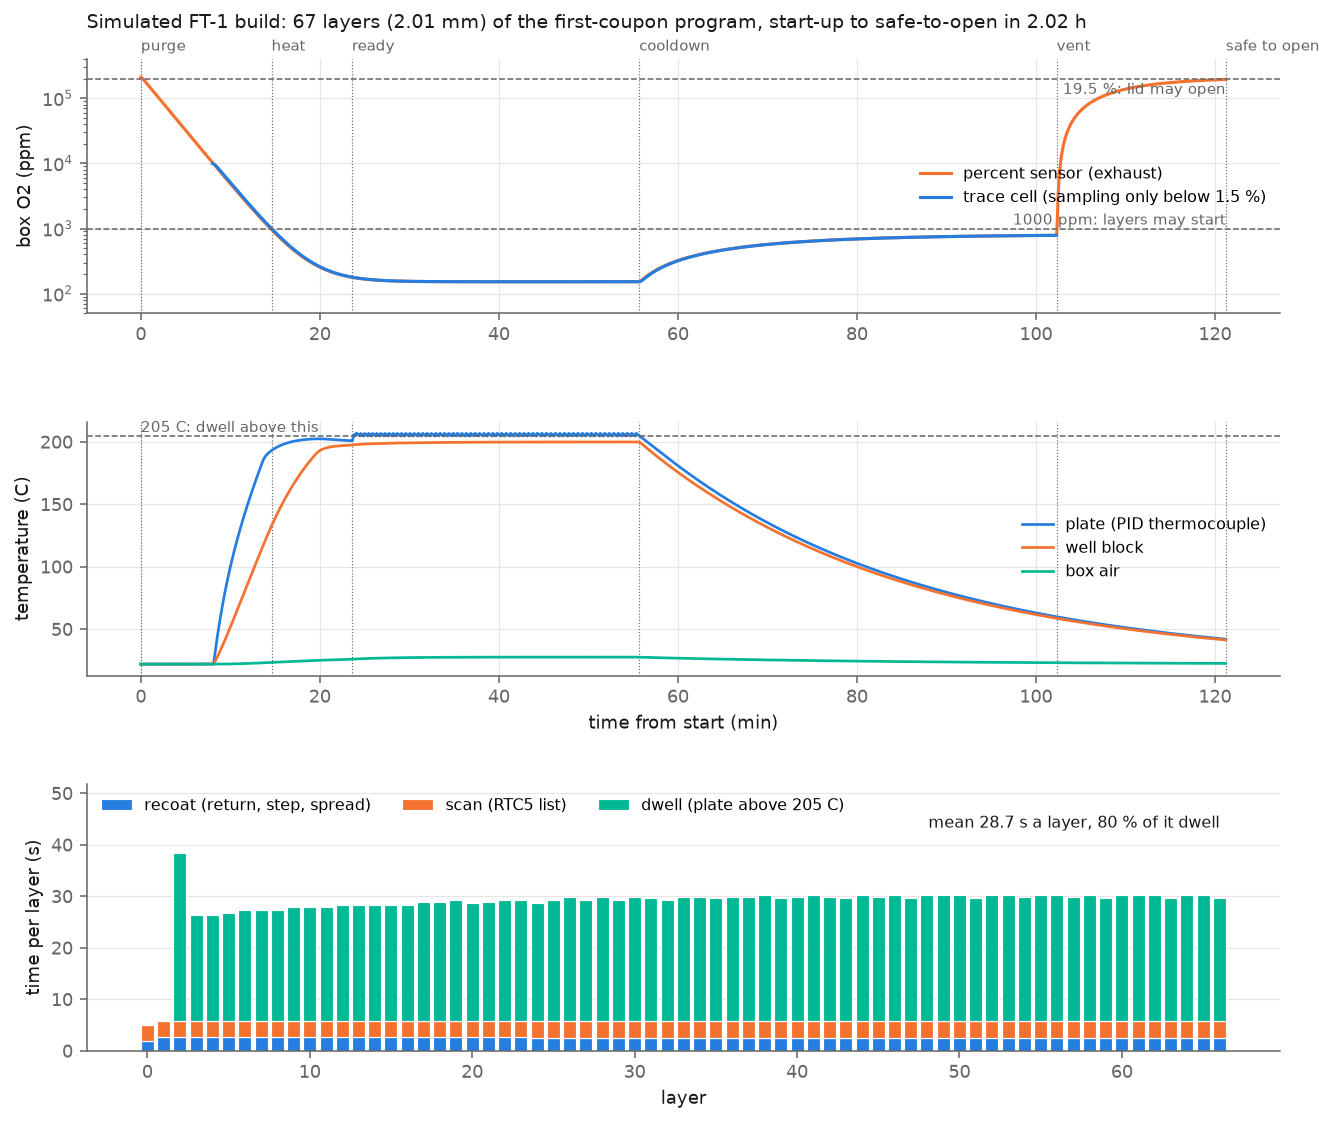 Simulated FT-1 build: 67 layers (2.01 mm) of the first-coupon program, start-up to safe-to-open in 2.02 h
purge heat ready cooldown vent safe to open
19.5 %: lid may open
10^5
10^4
10^3
10^2
box O2 (ppm)
percent sensor (exhaust)
trace cell (sampling only below 1.5 %)
1000 ppm: layers may start
0 20 40 60 80 100 120
205 C: dwell above this
200
150
100
50
temperature (C)
plate (PID thermocouple)
well block
box air
0 20 40 60 80 100 120
time from start (min)
50
40
30
20
10
0
time per layer (s)
recoat (return, step, spread) scan (RTC5 list) dwell (plate above 205 C)
mean 28.7 s a layer, 80 % of it dwell
0 10 20 30 40 50 60
layer